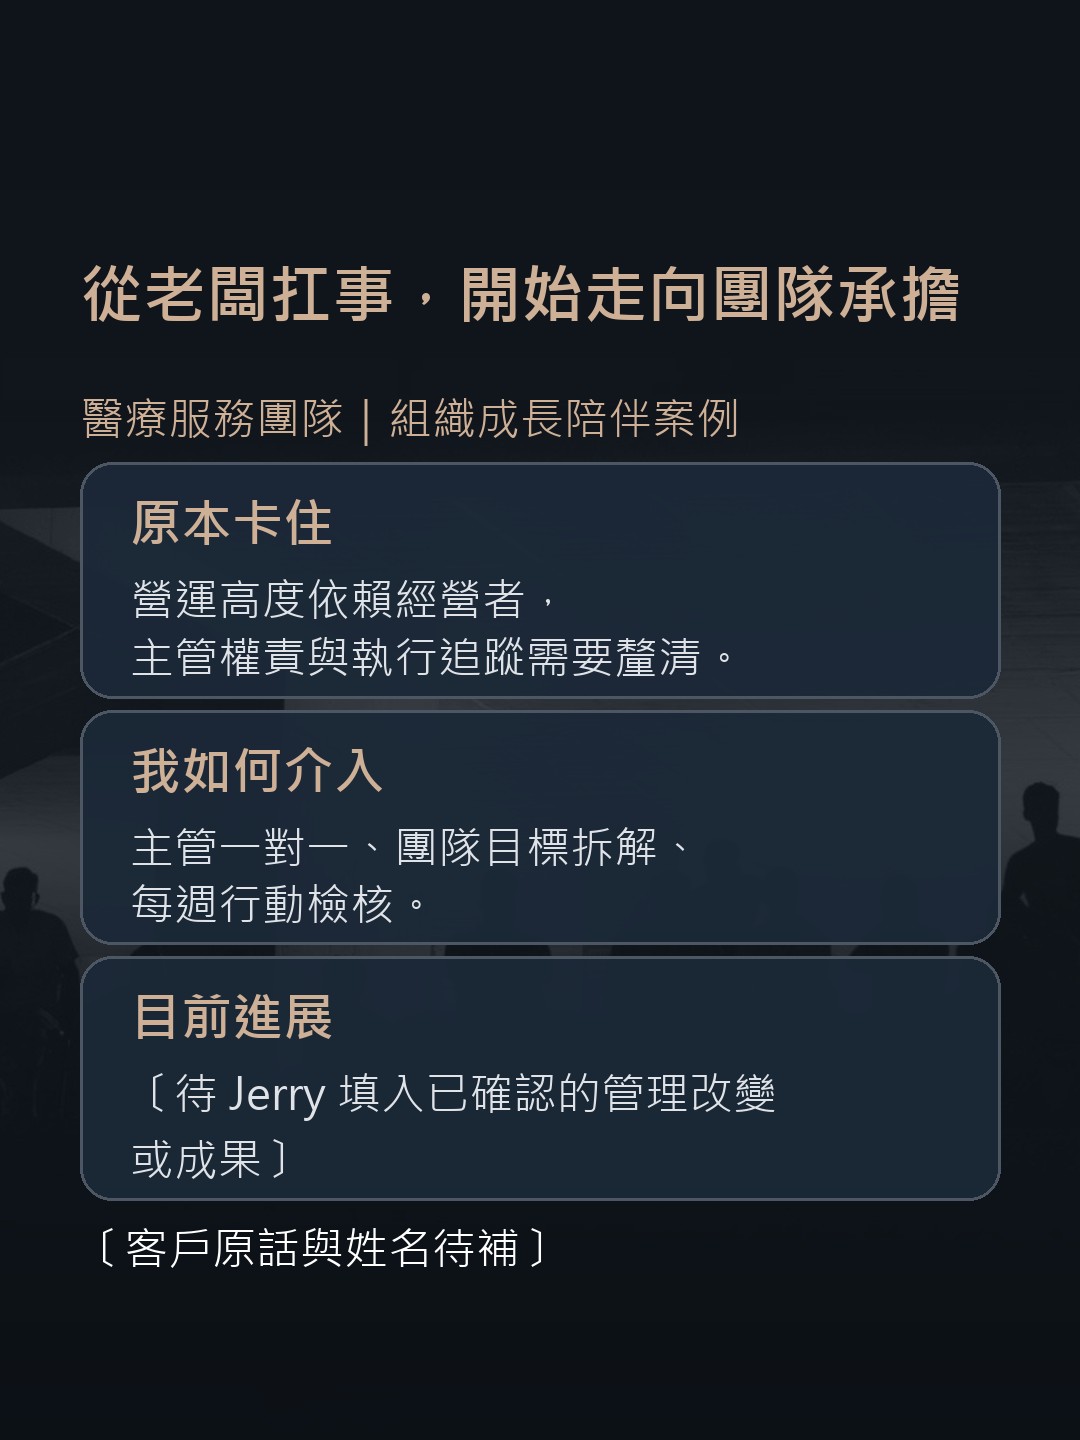 從老闆扛事，開始走向團隊承擔
醫療服務團隊｜組織成長陪伴案例
原本卡住
營運高度依賴經營者，
主管權責與執行追蹤需要釐清。
我如何介入
主管一對一、團隊目標拆解、
每週行動檢核。
目前進展
〔待 Jerry 填入已確認的管理改變
或成果〕
〔客戶原話與姓名待補〕